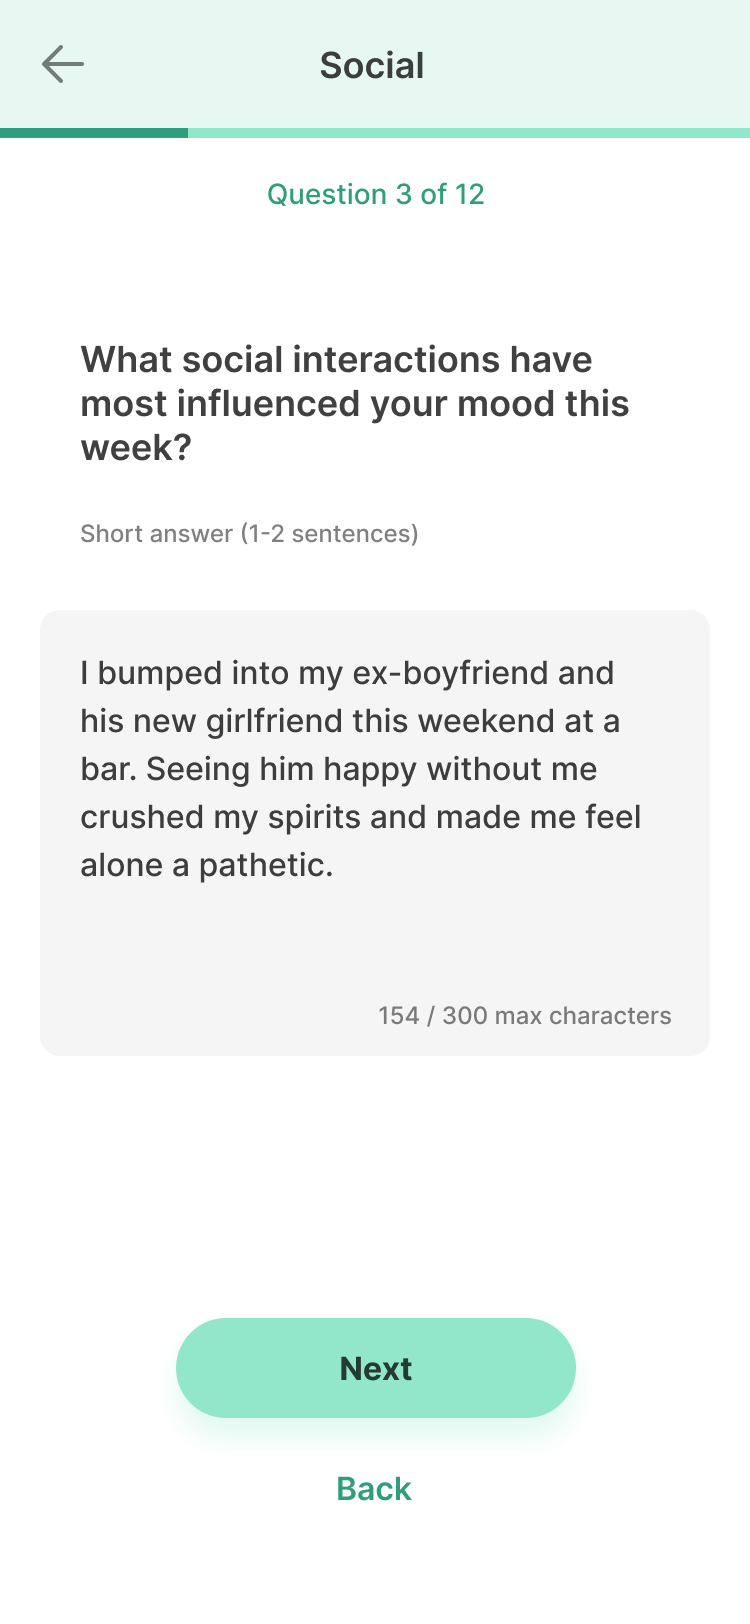 Social
Question 3 of 12
What social interactions have
most influenced your mood this
week?
Short answer (1-2 sentences)
I bumped into my ex-boyfriend and
his new girlfriend this weekend at a
bar. Seeing him happy without me
crushed my spirits and made me feel
alone a pathetic.
154 / 300 max characters
Next
Back